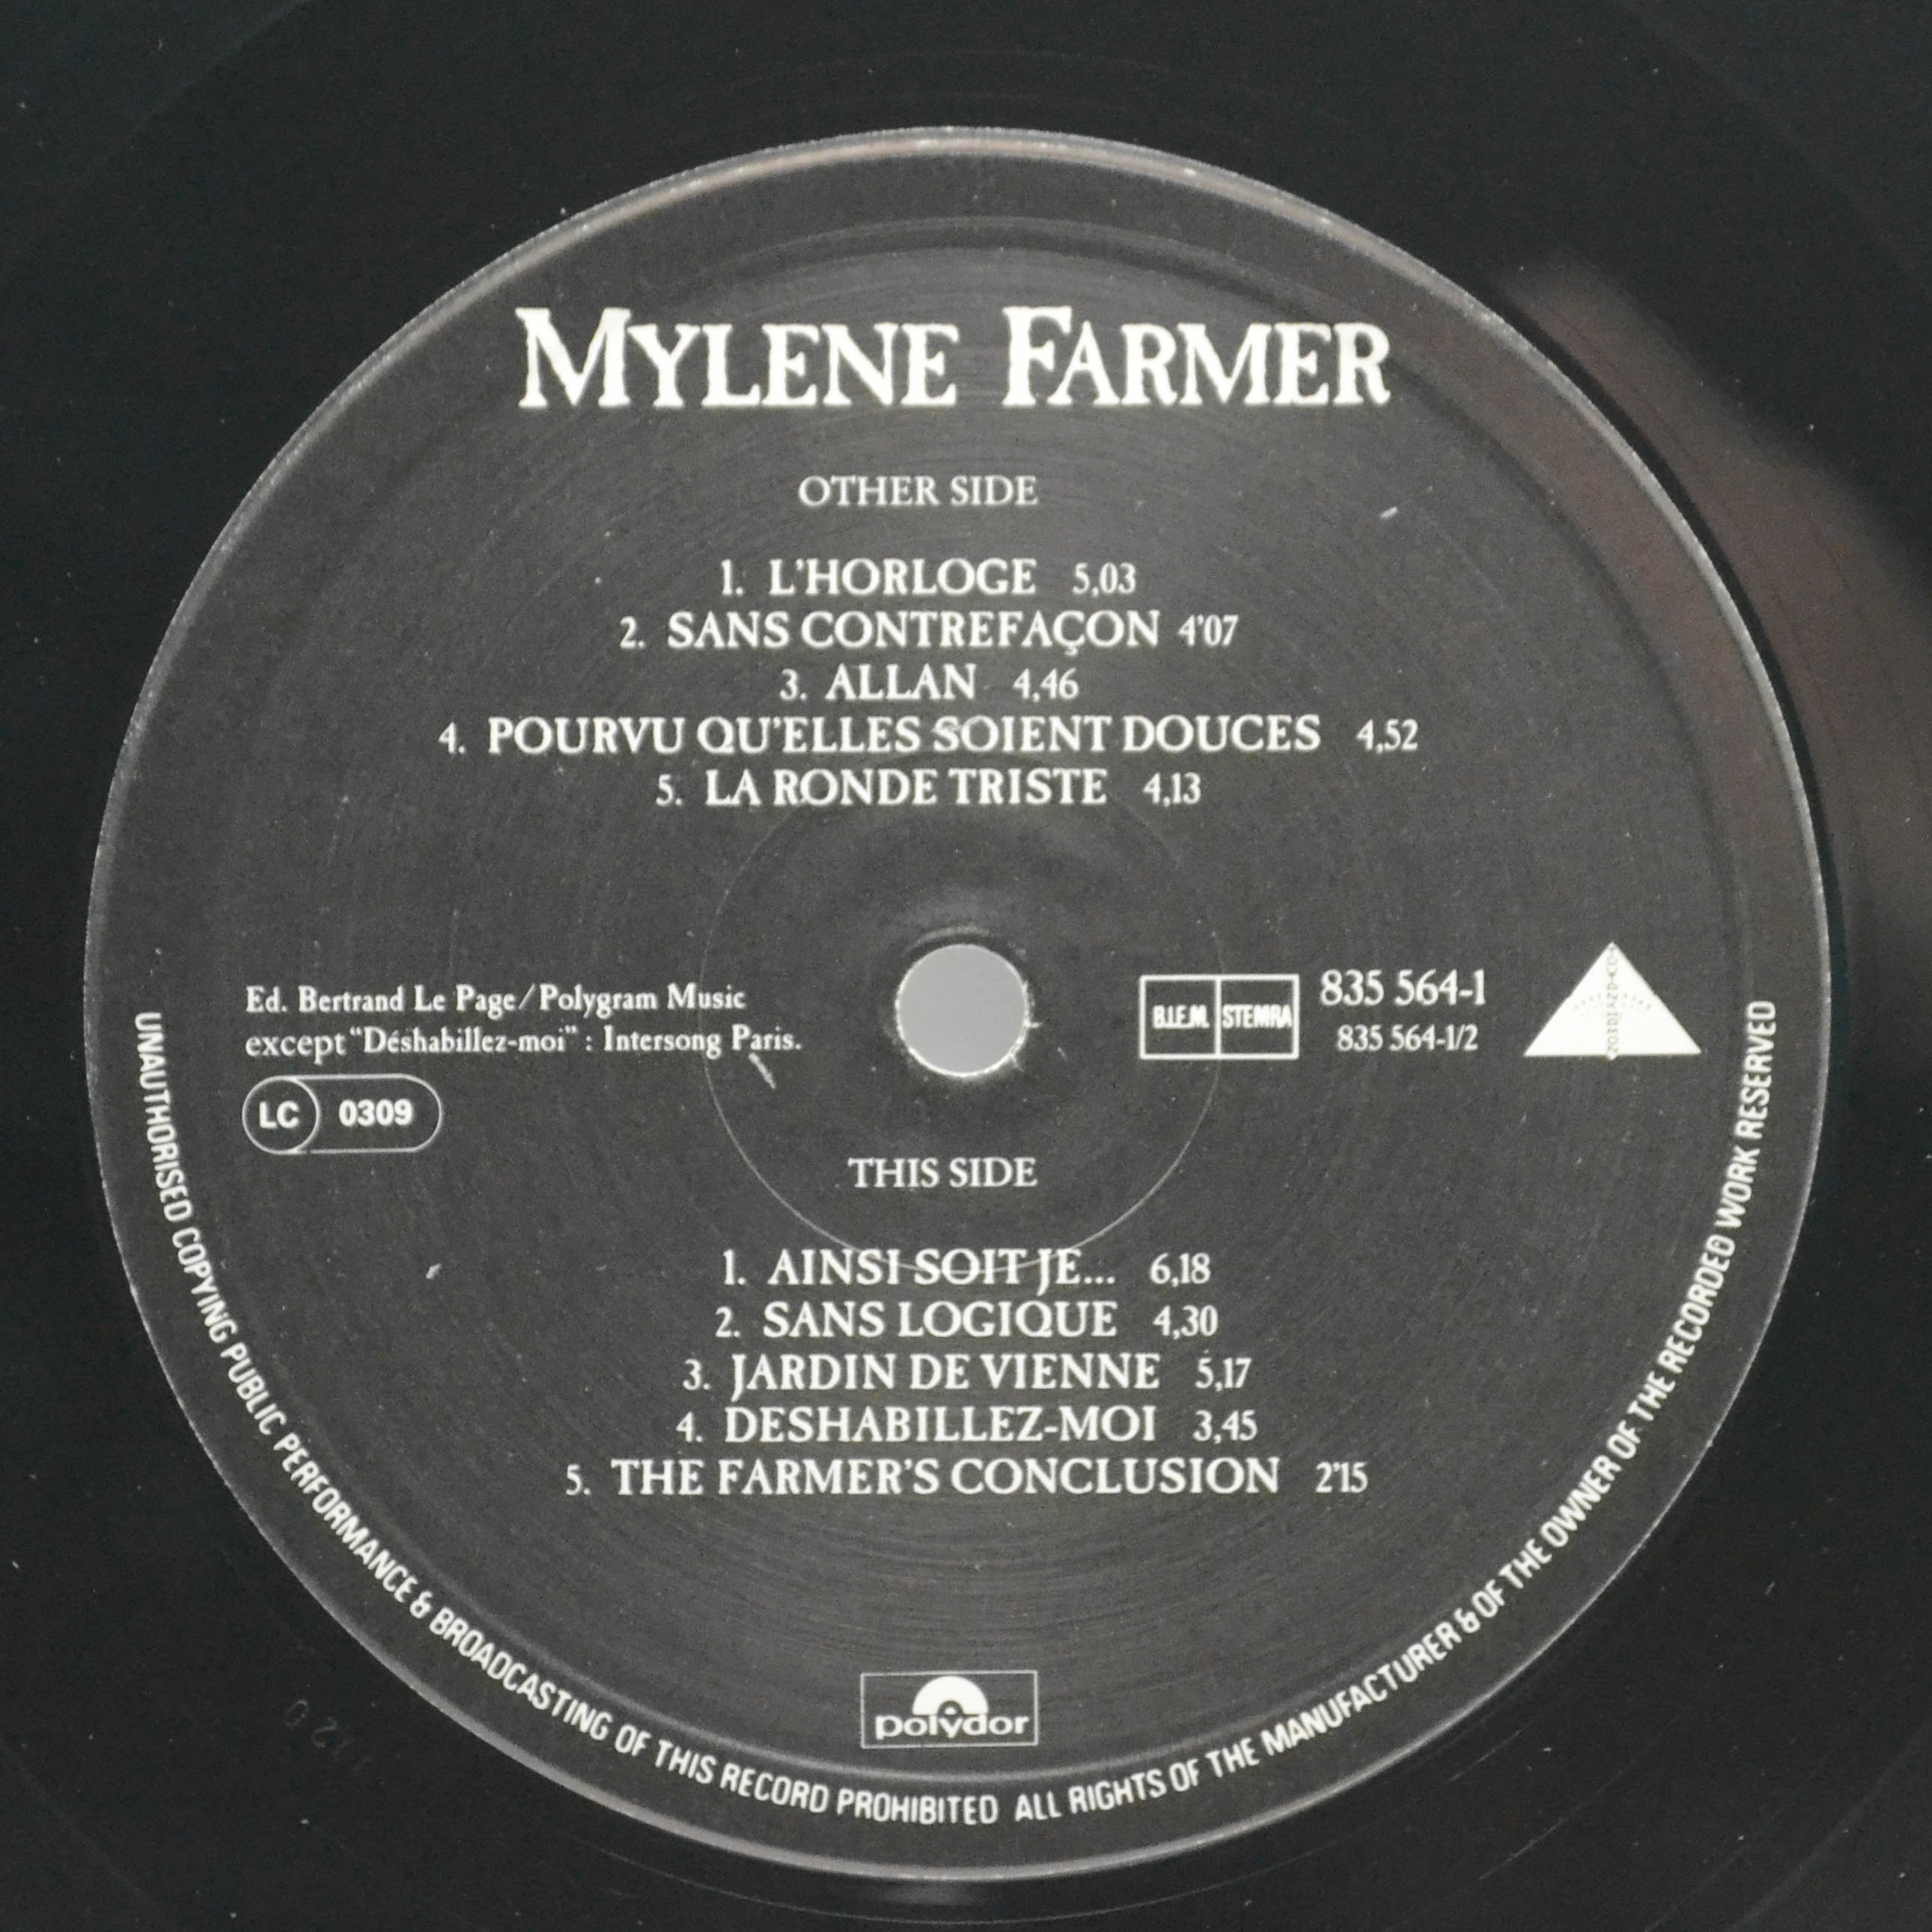 MYLENE FARMER
OTHER SIDE
1. L'HORLOGE 5,03
2. SANS CONTREFAÇON 4'07
3. ALLAN 4,46
4. POURVU QU'ELLES SOIENT DOUCES 4,52
5. LA RONDE TRISTE 4,13
Ed. Bertrand Le Page/Polygram Music
except "Déshabillez-moi" : Intersong Paris.
LC 0309
B.I.E.M. STEMRA
835 564-1
835 564-1/2
THIS SIDE
1. AINSI SOIT JE... 6,18
2. SANS LOGIQUE 4,30
3. JARDIN DE VIENNE 5,17
4. DESHABILLEZ-MOI 3,45
5. THE FARMER'S CONCLUSION 2'15
polydor
UNAUTHORISED COPYING PUBLIC PERFORMANCE & BROADCASTING OF THIS RECORD PROHIBITED ALL RIGHTS OF THE MANUFACTURER & OF THE OWNER OF THE RECORDED WORK RESERVED